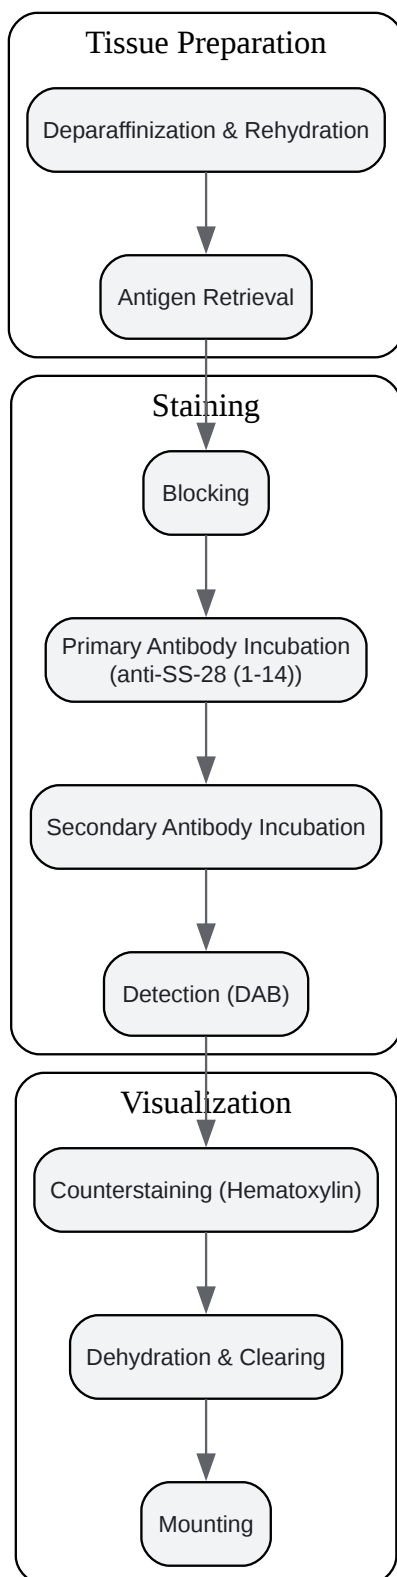 Tissue Preparation
Deparaffinization & Rehydration
Antigen Retrieval
Staining
Blocking
Primary Antibody Incubation
(anti-SS-28 (1-14))
Secondary Antibody Incubation
Detection (DAB)
Visualization
Counterstaining (Hematoxylin)
Dehydration & Clearing
Mounting